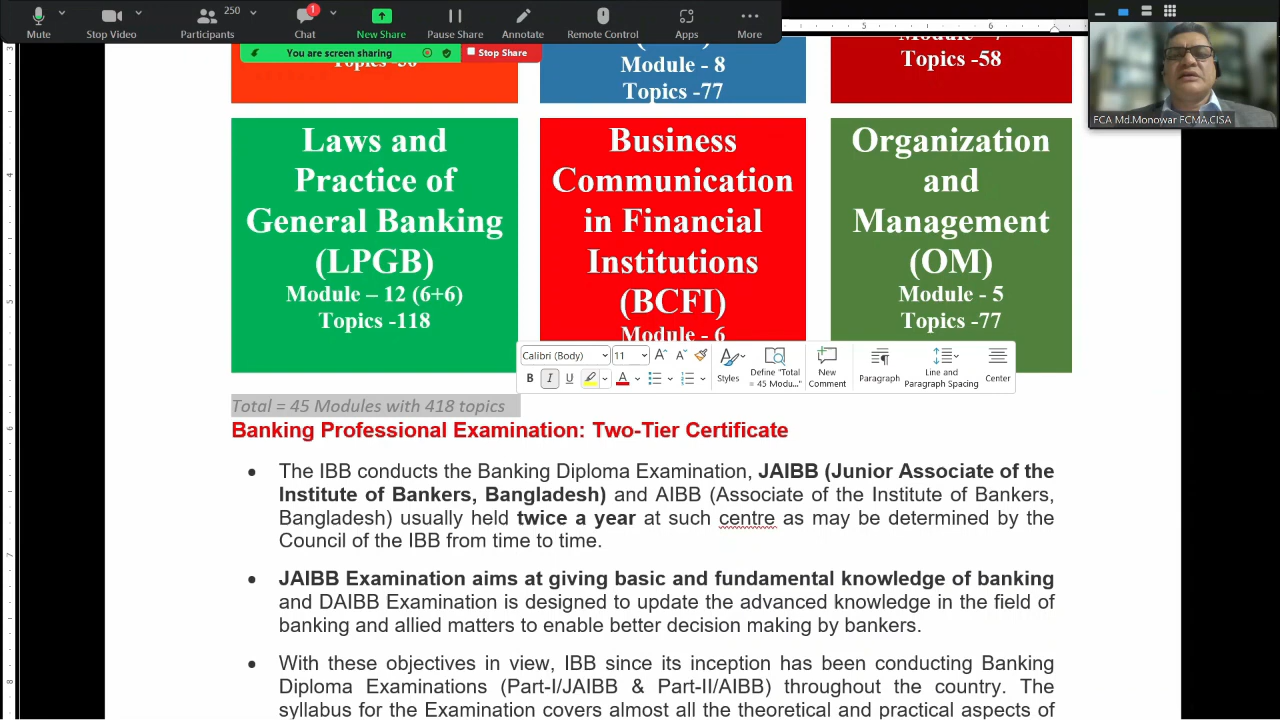 Mute
Stop Video
250
Participants
1
Chat
New Share
Pause Share
Annotate
Remote Control
Apps
More
You are screen sharing
Stop Share
FCA Md.Monowar FCMA,CISA
Module - 8
Topics -77
Topics -58
Laws and
Practice of
General Banking
(LPGB)
Module – 12 (6+6)
Topics -118
Business
Communication
in Financial
Institutions
(BCFI)
Module - 6
Organization
and
Management
(OM)
Module - 5
Topics -77
Calibri (Body)
11
B I U
Styles
Define "Total
= 45 Modu..."
New
Comment
Paragraph
Line and
Paragraph Spacing
Center
Total = 45 Modules with 418 topics
Banking Professional Examination: Two-Tier Certificate
• The IBB conducts the Banking Diploma Examination, JAIBB (Junior Associate of the
Institute of Bankers, Bangladesh) and AIBB (Associate of the Institute of Bankers,
Bangladesh) usually held twice a year at such centre as may be determined by the
Council of the IBB from time to time.
• JAIBB Examination aims at giving basic and fundamental knowledge of banking
and DAIBB Examination is designed to update the advanced knowledge in the field of
banking and allied matters to enable better decision making by bankers.
• With these objectives in view, IBB since its inception has been conducting Banking
Diploma Examinations (Part-I/JAIBB & Part-II/AIBB) throughout the country. The
syllabus for the Examination covers almost all the theoretical and practical aspects of